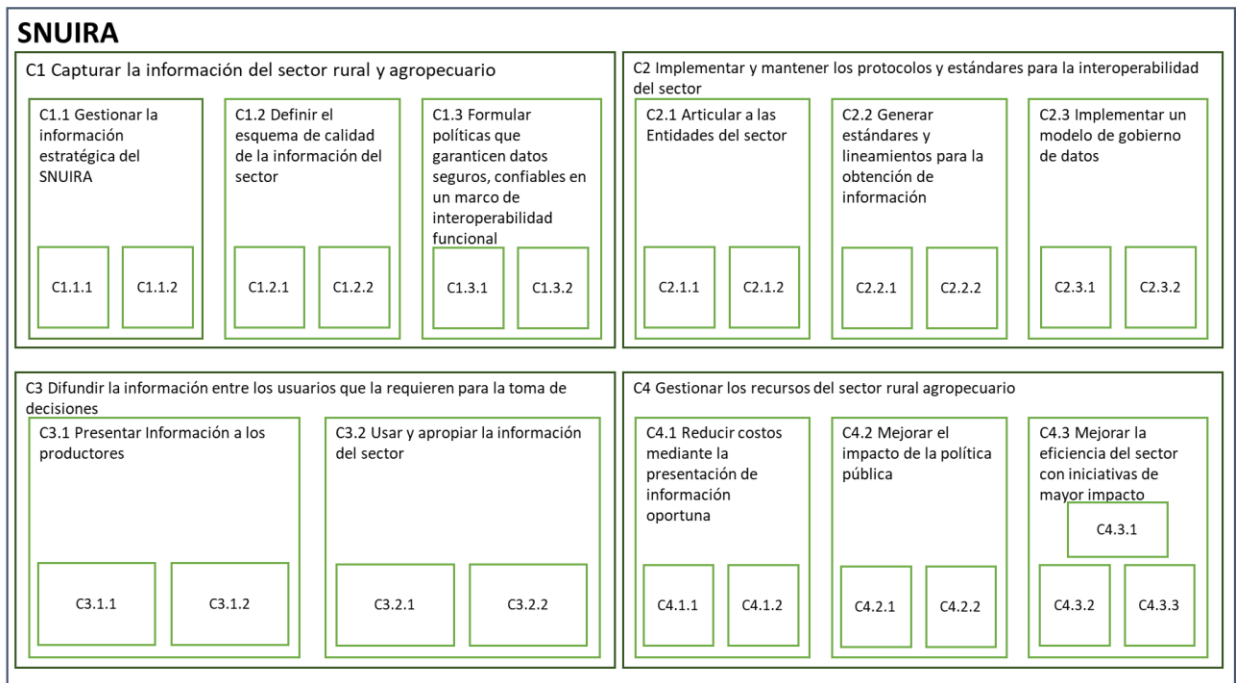 SNUIRA
C1 Capturar la información del sector rural y agropecuario
C1.1 Gestionar la
información
estratégica del
SNUIRA
C1.1.1
C1.1.2
C1.2 Definir el
esquema de calidad
de la información del
sector
C1.2.1
C1.2.2
C1.3 Formular
políticas que
garanticen datos
seguros, confiables en
un marco de
interoperabilidad
funcional
C1.3.1
C1.3.2
C2 Implementar y mantener los protocolos y estándares para la interoperabilidad
del sector
C2.1 Articular a las
Entidades del sector
C2.1.1
C2.1.2
C2.2 Generar
estándares y
lineamientos para la
obtención de
información
C2.2.1
C2.2.2
C2.3 Implementar un
modelo de gobierno
de datos
C2.3.1
C2.3.2
C3 Difundir la información entre los usuarios que la requieren para la toma de
decisiones
C3.1 Presentar Información a los
productores
C3.1.1
C3.1.2
C3.2 Usar y apropiar la información
del sector
C3.2.1
C3.2.2
C4 Gestionar los recursos del sector rural agropecuario
C4.1 Reducir costos
mediante la
presentación de
información
oportuna
C4.1.1
C4.1.2
C4.2 Mejorar el
impacto de la política
pública
C4.2.1
C4.2.2
C4.3 Mejorar la
eficiencia del sector
con iniciativas de
mayor impacto
C4.3.1
C4.3.2
C4.3.3